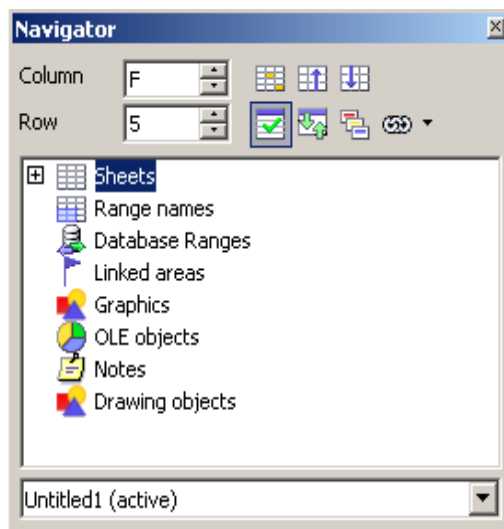 Navigator
Column F
Row 5
Sheets
Range names
Database Ranges
Linked areas
Graphics
OLE objects
Notes
Drawing objects
Untitled1 (active)